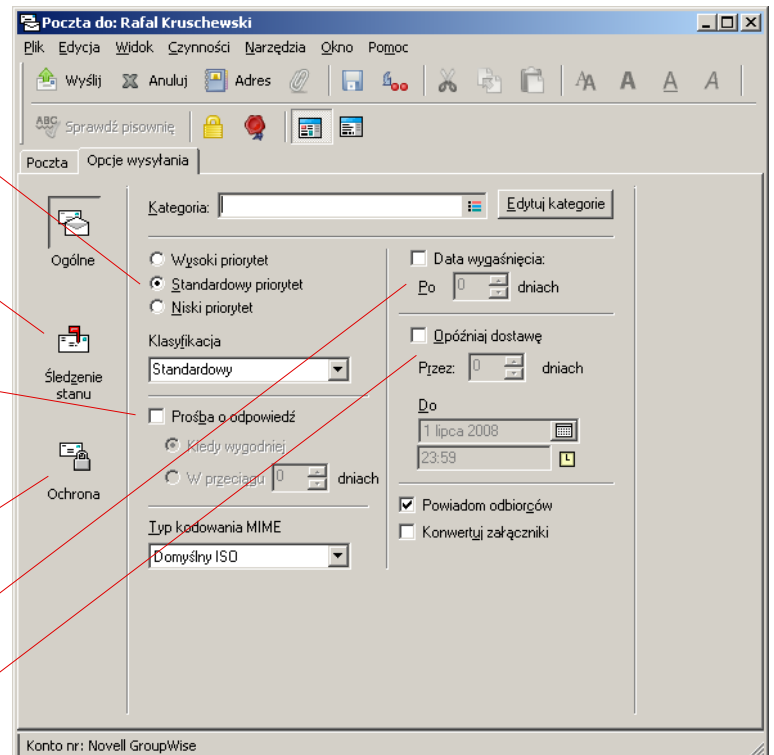 Poczta do: Rafal Kruschewski
Plik Edycja Widok Czynności Narzędzia Okno Pomoc
Wyślij Anuluj Adres A A A A
ABC Sprawdź pisownię
Poczta Opcje wysyłania
Kategoria: Edytuj kategorie
Ogólne
Śledzenie
stanu
Ochrona
Wysoki priorytet
Standardowy priorytet
Niski priorytet
Klasyfikacja
Standardowy
Prośba o odpowiedź
Kiedy wygodniej
W przeciągu 0 dniach
Typ kodowania MIME
Domyślny ISO
Data wygaśnięcia:
Po 0 dniach
Opóźniaj dostawę
Przez: 0 dniach
Do
1 lipca 2008
23:59
Powiadom odbiorców
Konwertuj załączniki
Konto nr: Novell GroupWise